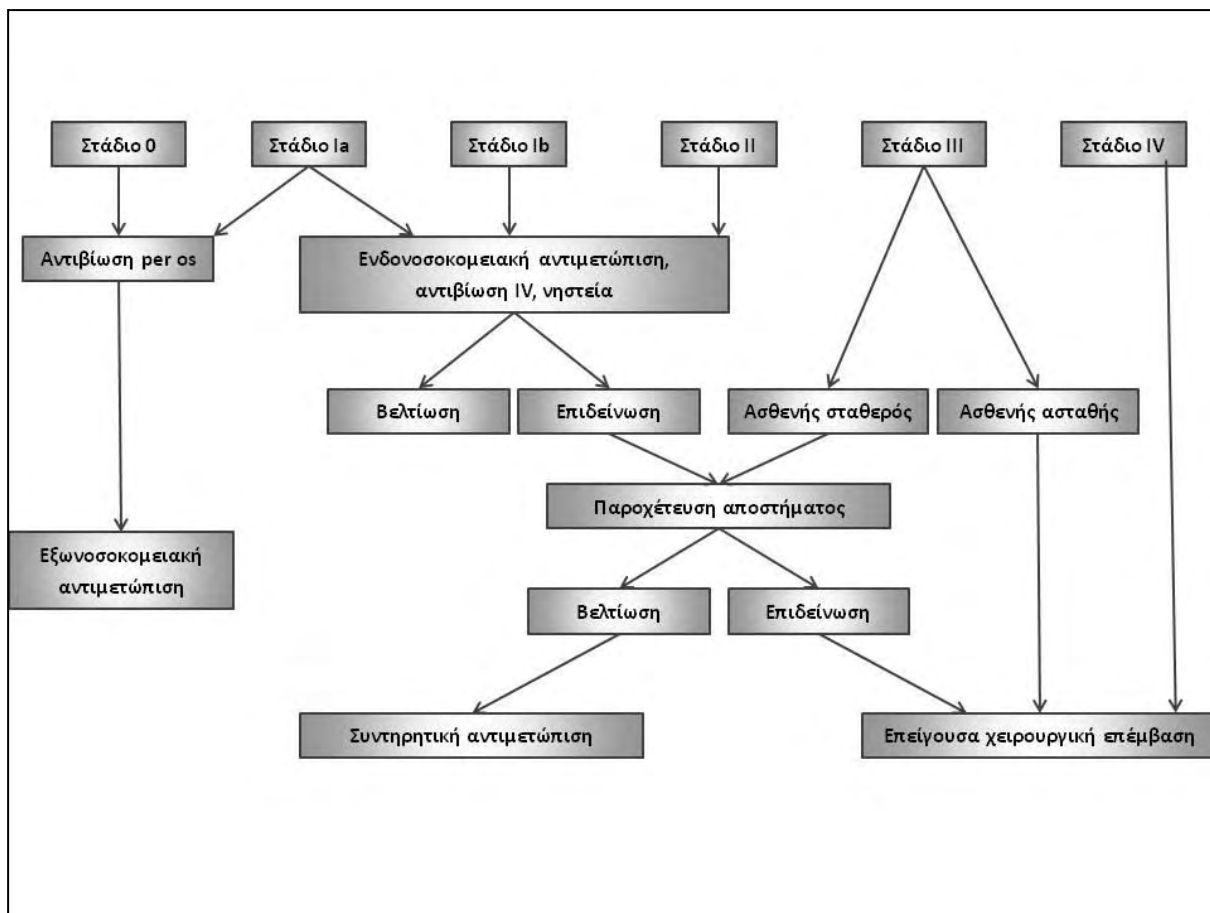 Στάδιο 0
Στάδιο Ia
Στάδιο Ib
Στάδιο II
Στάδιο III
Στάδιο IV
Αντιβίωση per os
Ενδονοσοκομειακή αντιμετώπιση,
αντιβίωση IV, νηστεία
Βελτίωση
Επιδείνωση
Ασθενής σταθερός
Ασθενής ασταθής
Παροχέτευση αποστήματος
Εξωνοσοκομειακή
αντιμετώπιση
Βελτίωση
Επιδείνωση
Συντηρητική αντιμετώπιση
Επείγουσα χειρουργική επέμβαση